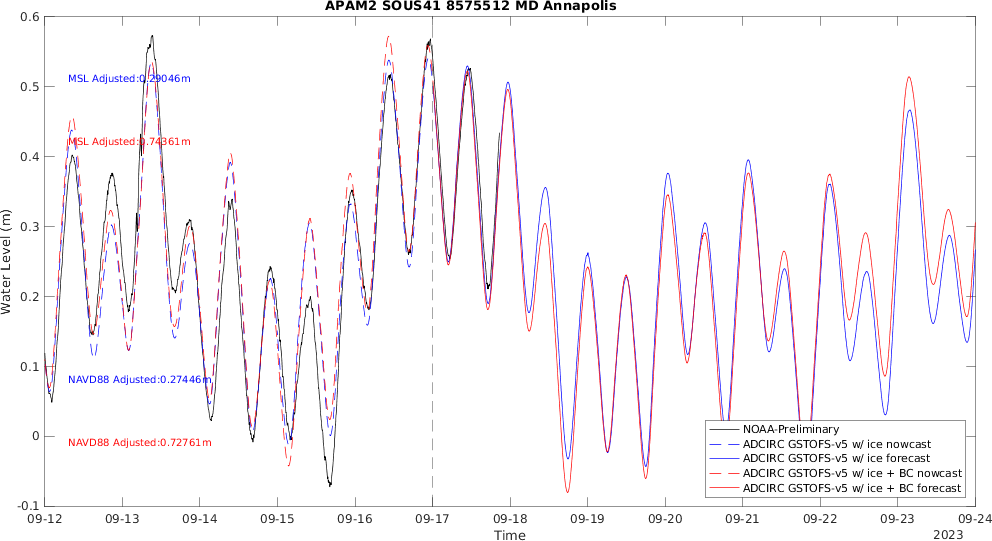 APAM2 SOUS41 8575512 MD Annapolis
0.6
0.5
0.4
0.3
0.2
0.1
0
-0.1
Water Level (m)
MSL Adjusted:0.29046m
MSL Adjusted:0.74361m
NAVD88 Adjusted:0.27446m
NAVD88 Adjusted:0.72761m
NOAA-Preliminary
ADCIRC GSTOFS-v5 w/ ice nowcast
ADCIRC GSTOFS-v5 w/ ice forecast
ADCIRC GSTOFS-v5 w/ ice + BC nowcast
ADCIRC GSTOFS-v5 w/ ice + BC forecast
09-12 09-13 09-14 09-15 09-16 09-17 09-18 09-19 09-20 09-21 09-22 09-23 09-24
2023
Time